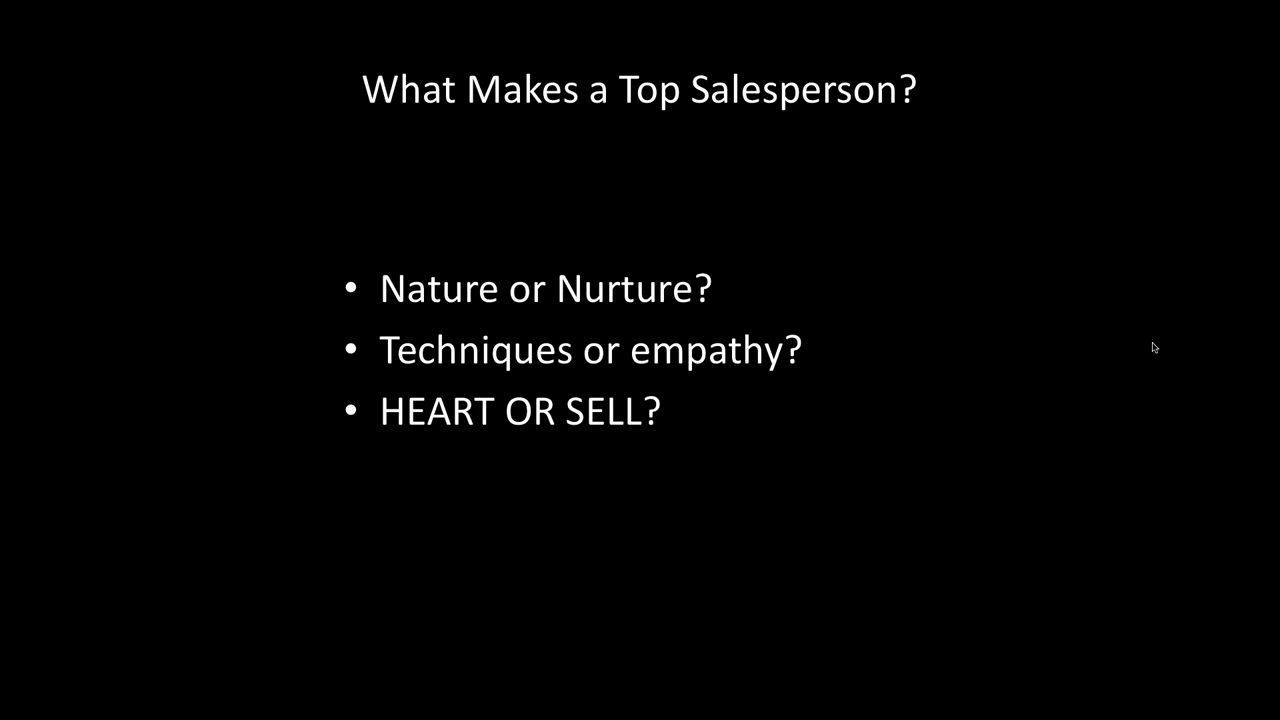 What Makes a Top Salesperson?
• Nature or Nurture?
• Techniques or empathy?
• HEART OR SELL?